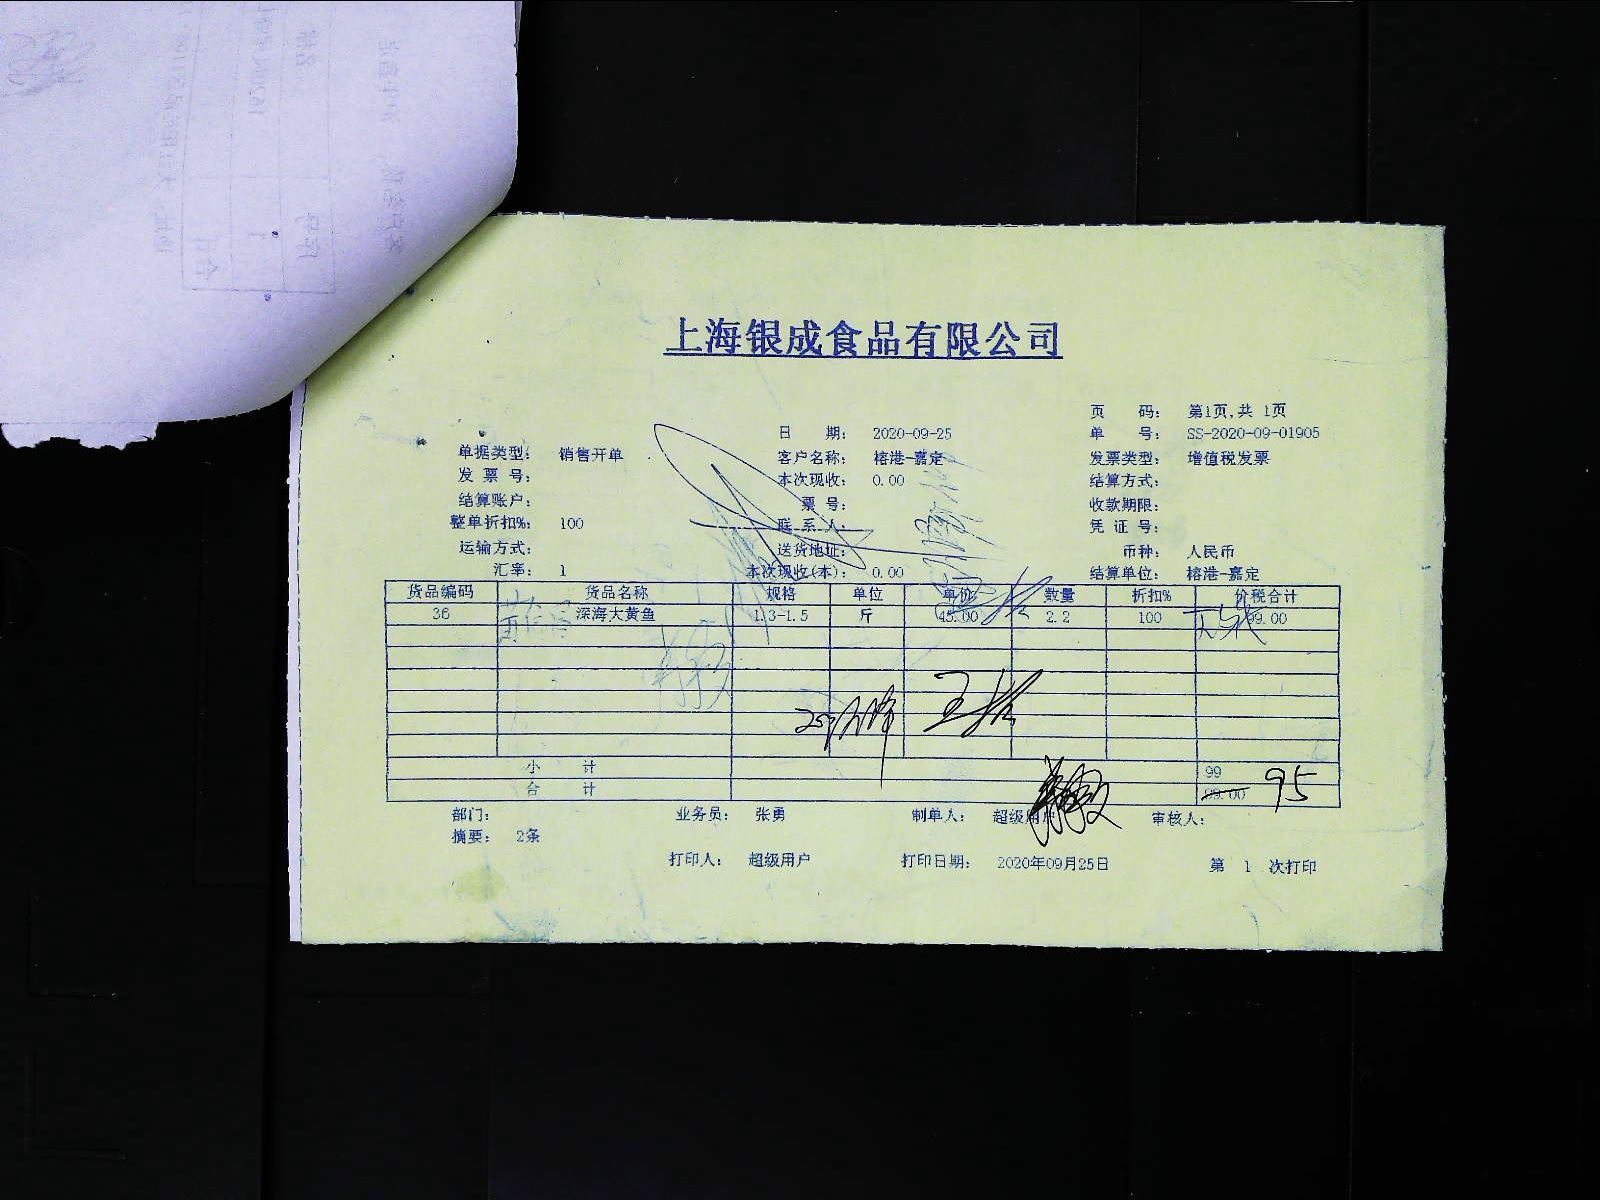 上海银成食品有限公司
页 码： 第1页,共 1页
日 期： 2020-09-25 单 号： SS-2020-09-01905
单据类型： 销售开单 客户名称： 榕港-嘉定 发票类型： 增值税发票
发 票 号： 本次现收： 0.00 结算方式：
结算账户： 票 号： 收款期限：
整单折扣%： 100 联 系 人： 凭 证 号：
运输方式： 送货地址： 币种： 人民币
汇率： 1 本次现收(本)： 0.00 结算单位： 榕港-嘉定
货品编码 货品名称 规格 单位 单价 数量 折扣% 价税合计
36 深海大黄鱼 1.3-1.5 斤 45.00 2.2 100 99.00
小 计 99
合 计 99.00 95
部门： 业务员： 张勇 制单人： 超级用户 审核人：
摘要： 2条
打印人： 超级用户 打印日期： 2020年09月25日 第 1 次打印